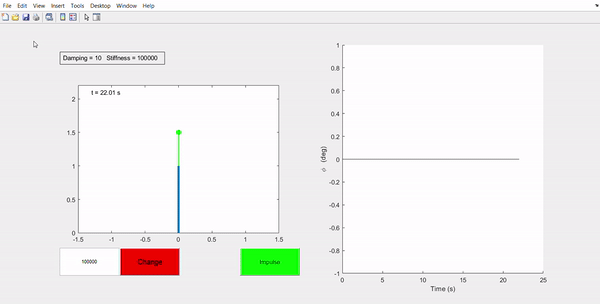 File Edit View Insert Tools Desktop Window Help
Damping = 10 Stiffness = 100000
t = 22.01 s
2
1.5
1
0.5
0
-1.5 -1 -0.5 0 0.5 1 1.5
100000 Change Impulse
1
0.8
0.6
0.4
0.2
0
-0.2
-0.4
-0.6
-0.8
-1
ϕ (deg)
0 5 10 15 20 25
Time (s)